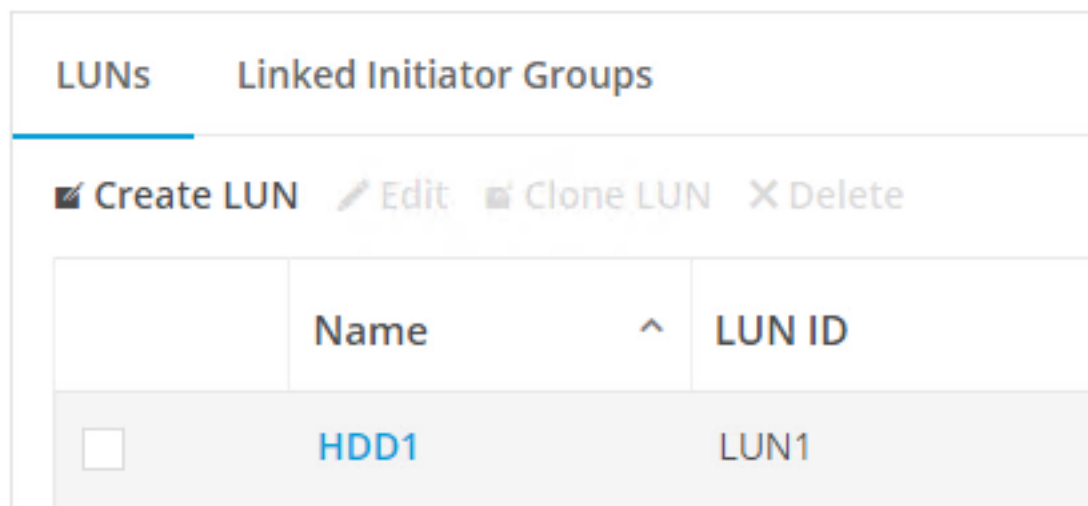 LUNs Linked Initiator Groups
Create LUN Edit Clone LUN Delete
Name LUN ID
HDD1 LUN1